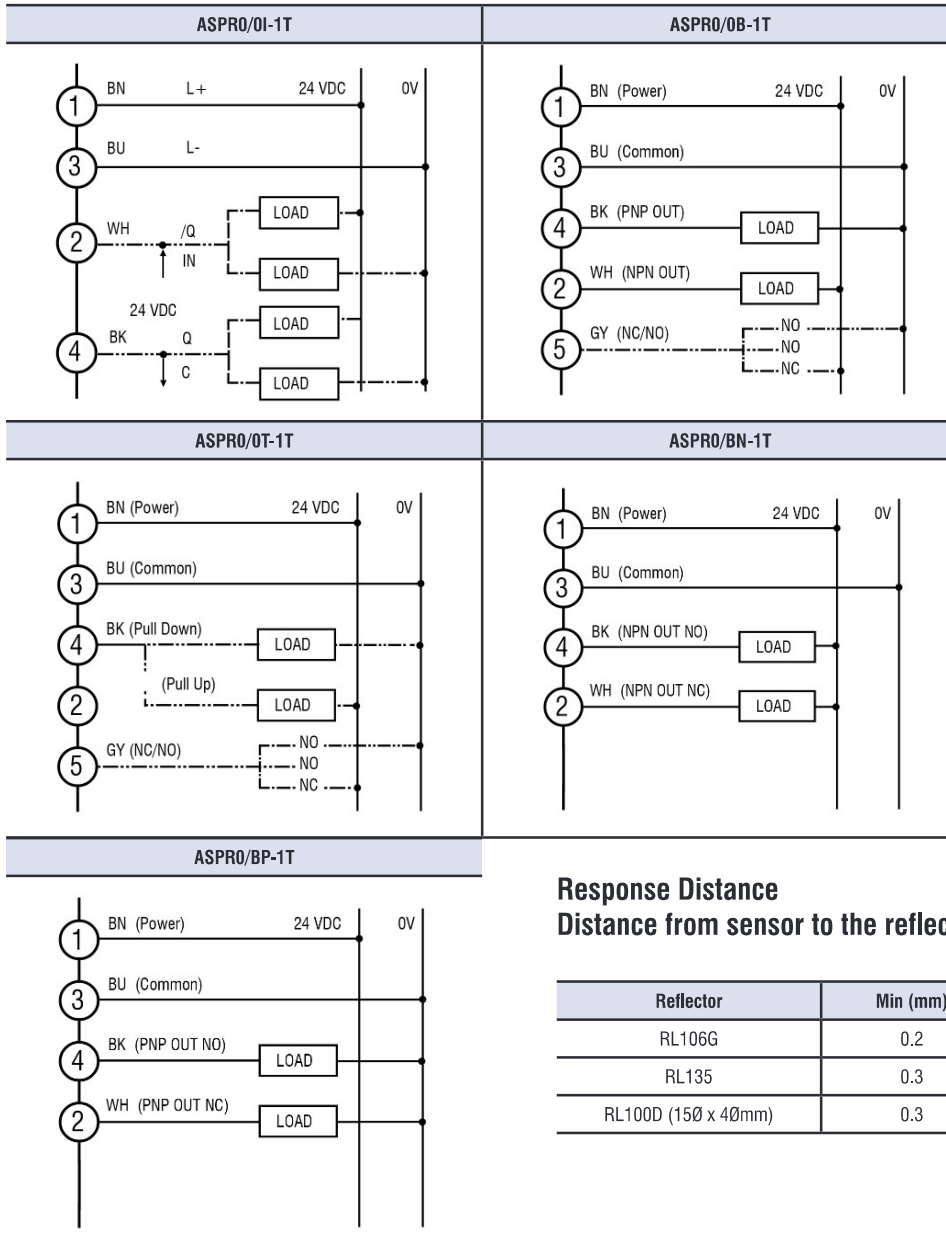 ASPR0/0I-1T
1 BN L+ 24 VDC 0V
3 BU L-
LOAD
2 WH /Q
IN
LOAD
24 VDC
LOAD
4 BK Q
C
LOAD
ASPR0/0B-1T
1 BN (Power) 24 VDC 0V
3 BU (Common)
4 BK (PNP OUT) LOAD
2 WH (NPN OUT) LOAD
NO
5 GY (NC/NO) NO
NC
ASPR0/0T-1T
1 BN (Power) 24 VDC 0V
3 BU (Common)
4 BK (Pull Down) LOAD
2 (Pull Up) LOAD
NO
5 GY (NC/NO) NO
NC
ASPR0/BN-1T
1 BN (Power) 24 VDC 0V
3 BU (Common)
4 BK (NPN OUT NO) LOAD
2 WH (NPN OUT NC) LOAD
ASPR0/BP-1T
1 BN (Power) 24 VDC 0V
3 BU (Common)
4 BK (PNP OUT NO) LOAD
2 WH (PNP OUT NC) LOAD
Response Distance
Distance from sensor to the
Reflector Min (mm)
RL106G 0.2
RL135 0.3
RL100D (15Ø x 4Ømm) 0.3